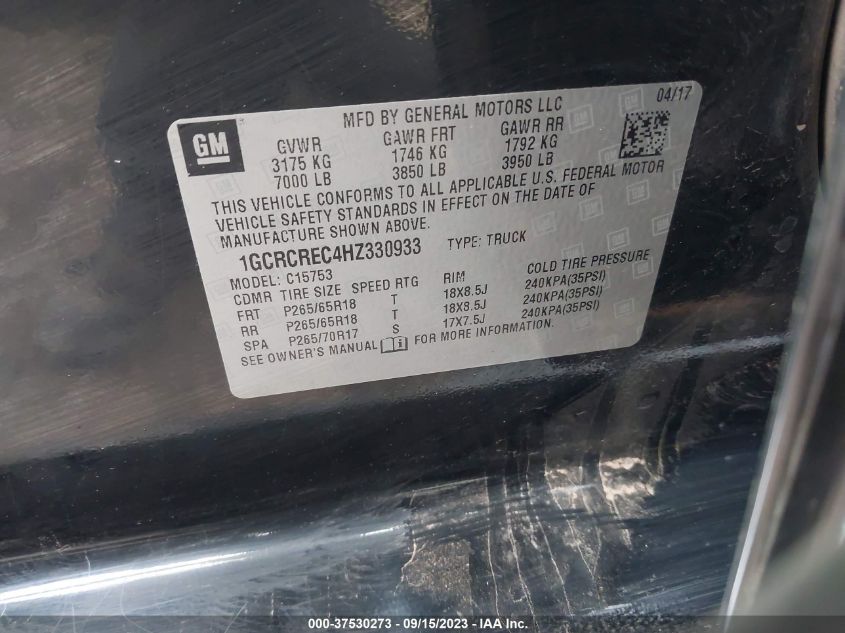 MFD BY GENERAL MOTORS LLC 04/17
GM
GVWR GAWR FRT GAWR RR
3175 KG 1746 KG 1792 KG
7000 LB 3850 LB 3950 LB
THIS VEHICLE CONFORMS TO ALL APPLICABLE U.S. FEDERAL MOTOR
VEHICLE SAFETY STANDARDS IN EFFECT ON THE DATE OF
MANUFACTURE SHOWN ABOVE.
1GCRCREC4HZ330933 TYPE: TRUCK
MODEL: C15753
CDMR TIRE SIZE SPEED RTG RIM COLD TIRE PRESSURE
FRT P265/65R18 T 18X8.5J 240KPA(35PSI)
RR P265/65R18 T 18X8.5J 240KPA(35PSI)
SPA P265/70R17 S 17X7.5J 240KPA(35PSI)
SEE OWNER'S MANUAL FOR MORE INFORMATION.
000-37530273 - 09/15/2023 - IAA Inc.